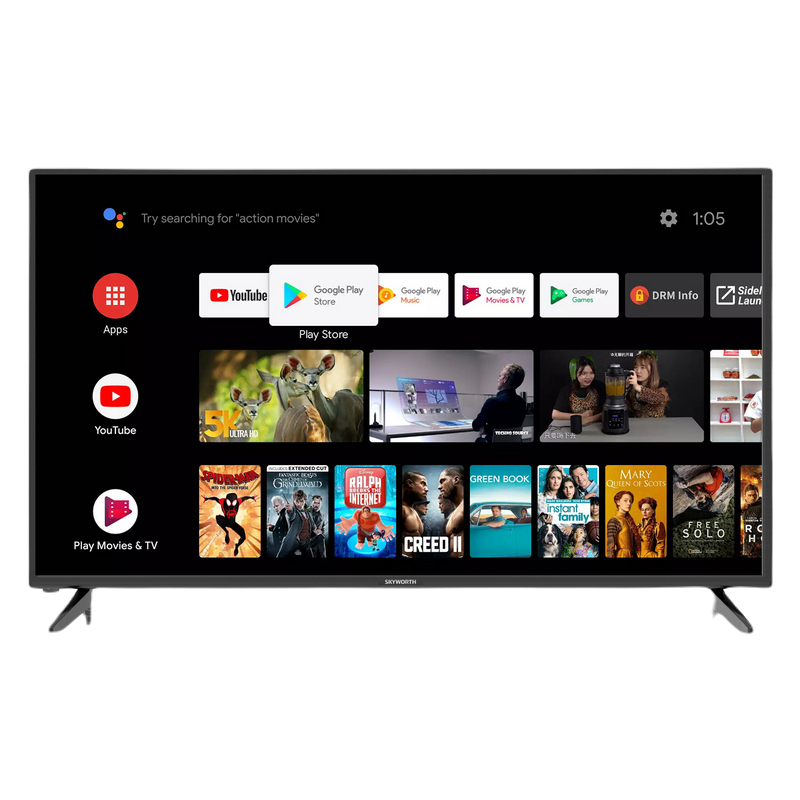 Try searching for "action movies"
1:05
Apps
YouTube
Google Play
Store
Google Play
Music
Google Play
Movies & TV
Google Play
Games
DRM Info
Play Store
YouTube
5K
ULTRA HD
TECHNO SOURCE
Play Movies & TV
SPIDER-MAN
INTO THE SPIDER-VERSE
INCLUDES EXTENDED CUT
FANTASTIC BEASTS
THE CRIMES OF
GRINDELWALD
Disney
RALPH
BREAKS THE
INTERNET
CREED II
GREEN BOOK
instant
family
MARY
QUEEN OF SCOTS
FREE
SOLO
SKYWORTH